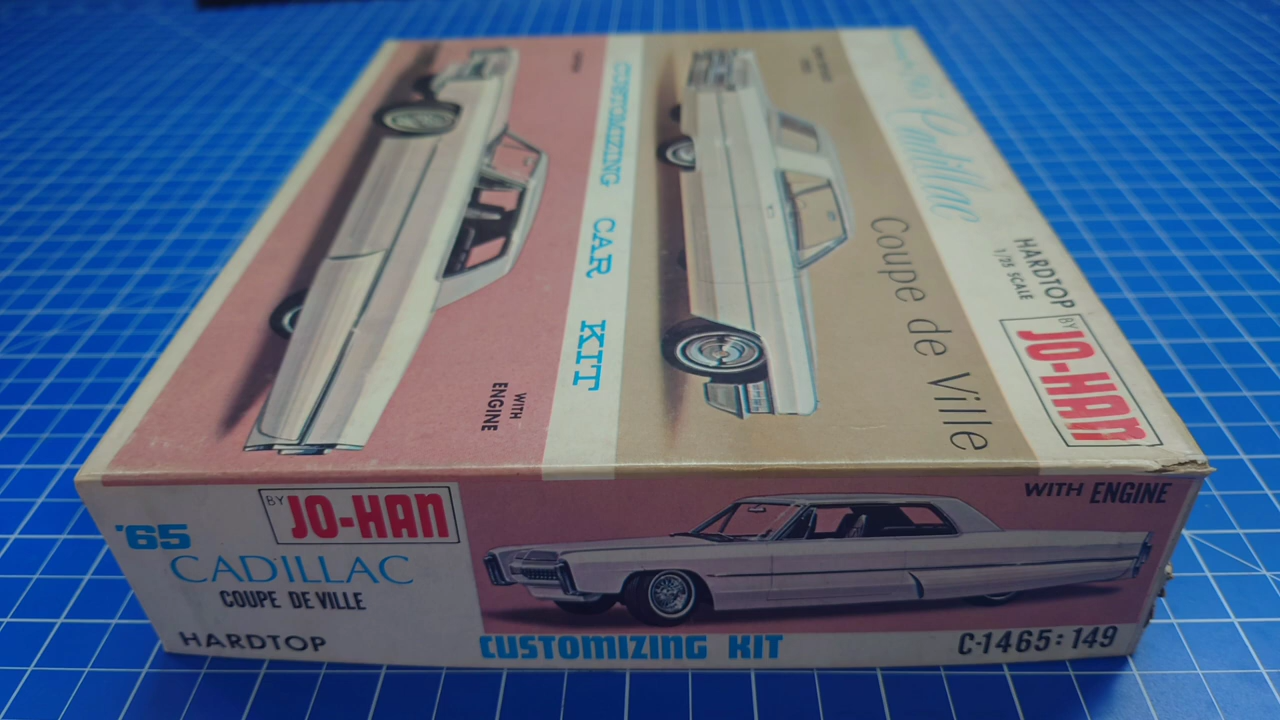 1965 Cadillac
HARDTOP
1/25 SCALE
BY JO-HAN
Coupe de Ville
CUSTOMIZING CAR KIT
WITH
ENGINE
'65
CADILLAC
COUPE DE VILLE
HARDTOP
BY JO-HAN
WITH ENGINE
CUSTOMIZING KIT
C-1465:149